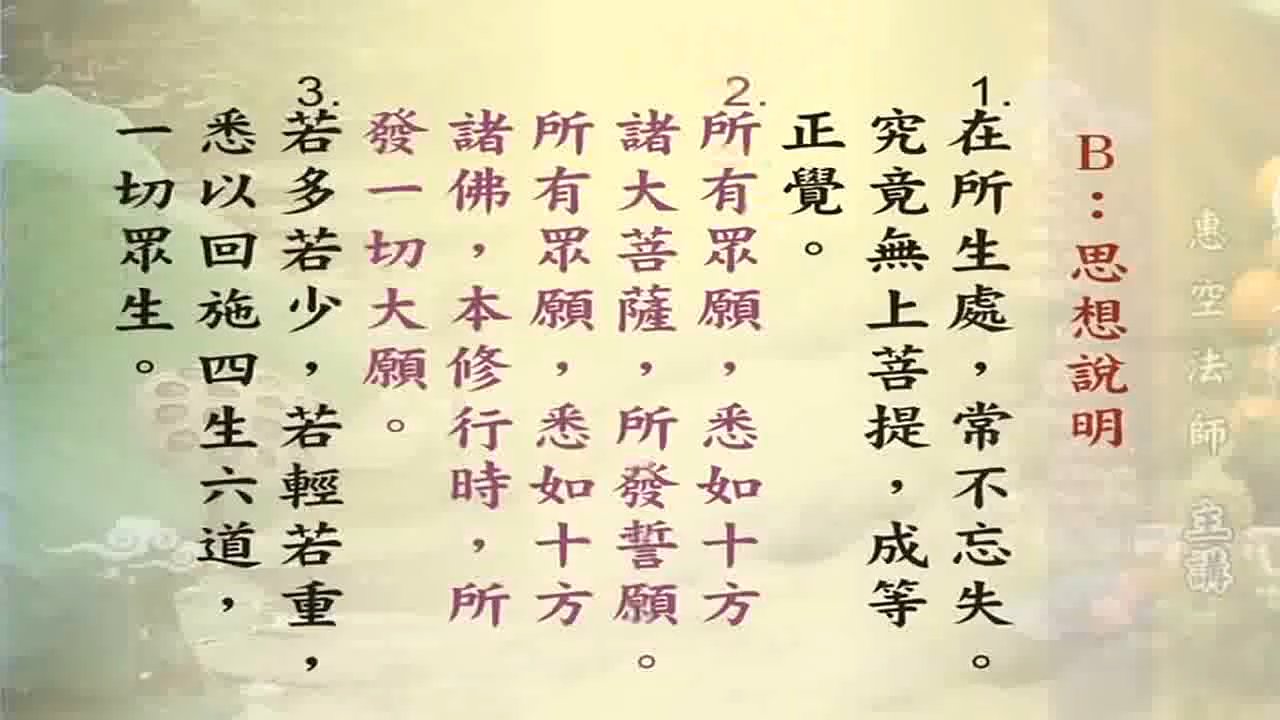 惠空法師 主講
B：思想說明
1.
在所生處，常不忘失。
究竟無上菩提，成等
正覺。
2.
所有眾願，悉如十方
諸大菩薩，所發誓願。
所有眾願，悉如十方
諸佛，本修行時，所
發一切大願。
3.
若多若少，若輕若重，
悉以回施四生六道，
一切眾生。